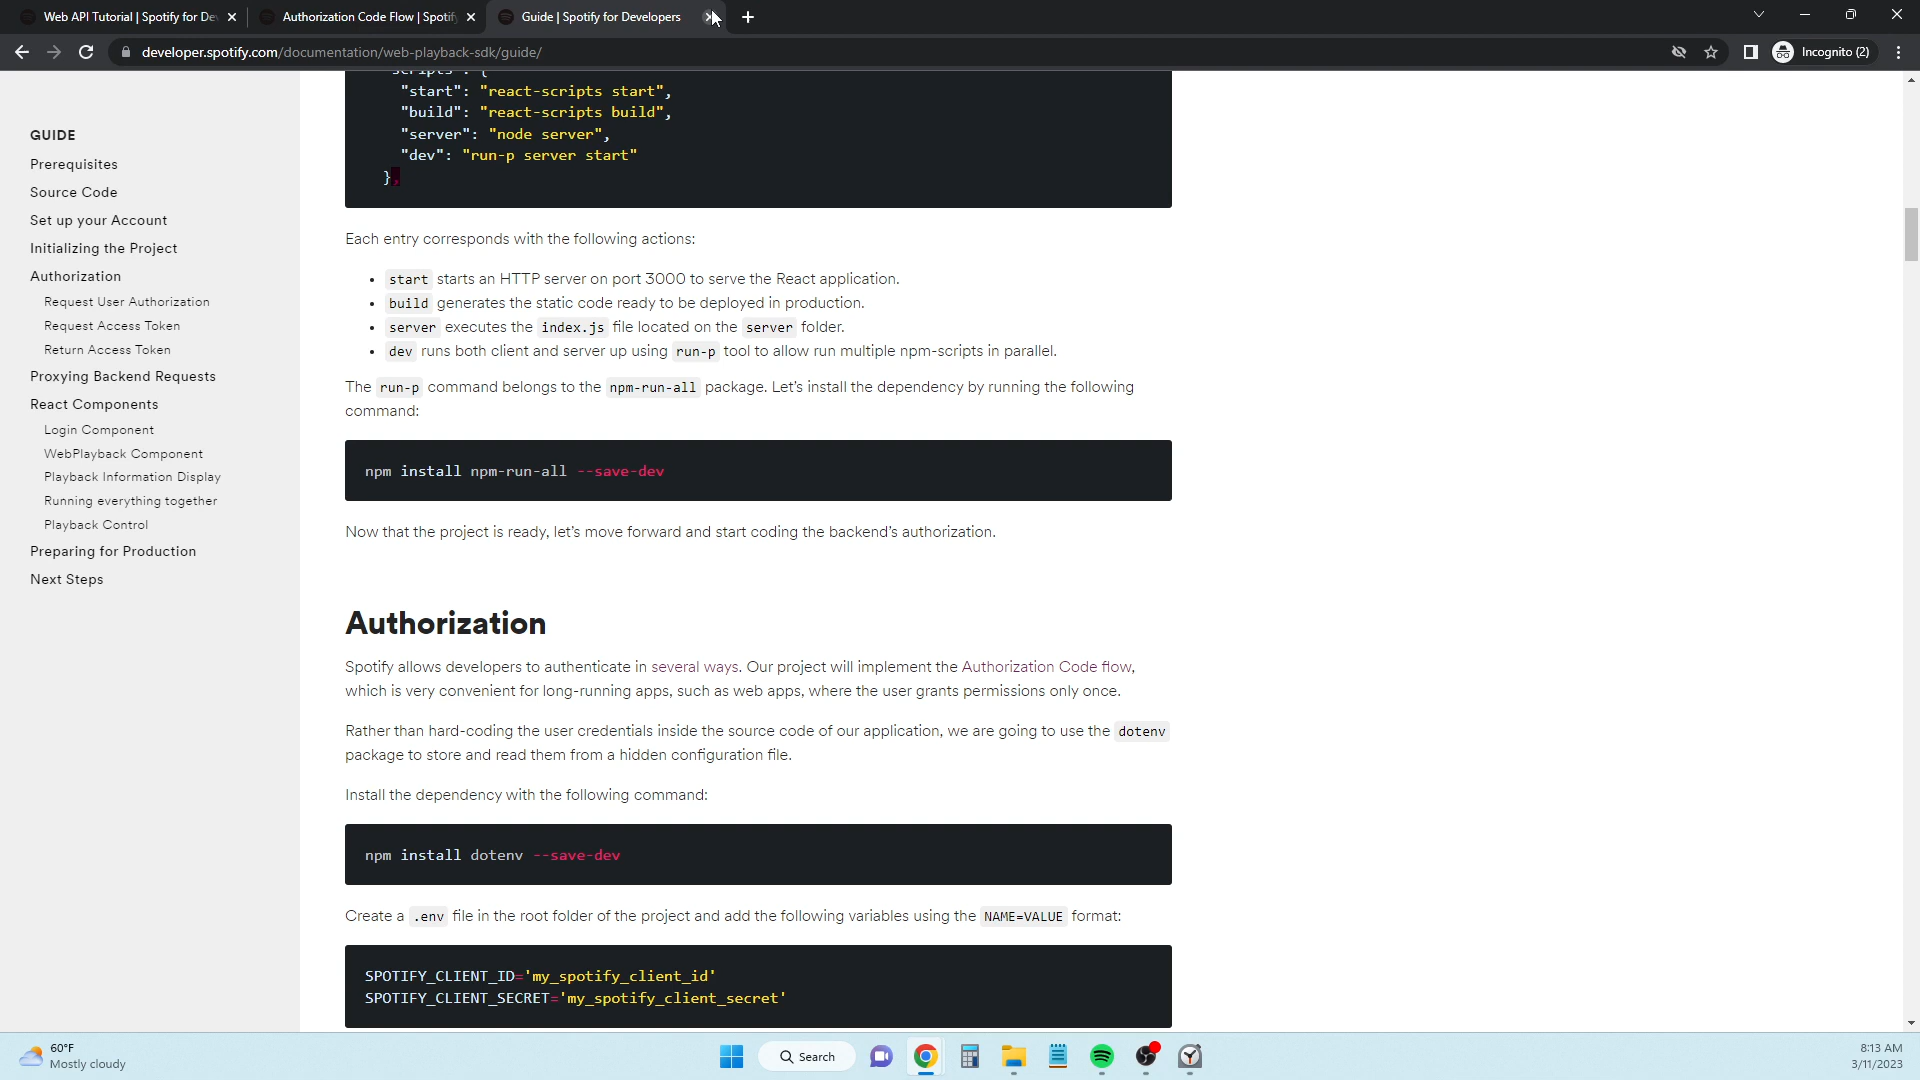 Web API Tutorial | Spotify for De
Authorization Code Flow | Spotif
Guide | Spotify for Developers
developer.spotify.com/documentation/web-playback-sdk/guide/
Incognito (2)
GUIDE
Prerequisites
Source Code
Set up your Account
Initializing the Project
Authorization
Request User Authorization
Request Access Token
Return Access Token
Proxying Backend Requests
React Components
Login Component
WebPlayback Component
Playback Information Display
Running everything together
Playback Control
Preparing for Production
Next Steps
"scripts": {
"start": "react-scripts start",
"build": "react-scripts build",
"server": "node server",
"dev": "run-p server start"
},
Each entry corresponds with the following actions:
• start starts an HTTP server on port 3000 to serve the React application.
• build generates the static code ready to be deployed in production.
• server executes the index.js file located on the server folder.
• dev runs both client and server up using run-p tool to allow run multiple npm-scripts in parallel.
The run-p command belongs to the npm-run-all package. Let's install the dependency by running the following
command:
npm install npm-run-all --save-dev
Now that the project is ready, let's move forward and start coding the backend's authorization.
Authorization
Spotify allows developers to authenticate in several ways. Our project will implement the Authorization Code flow,
which is very convenient for long-running apps, such as web apps, where the user grants permissions only once.
Rather than hard-coding the user credentials inside the source code of our application, we are going to use the dotenv
package to store and read them from a hidden configuration file.
Install the dependency with the following command:
npm install dotenv --save-dev
Create a .env file in the root folder of the project and add the following variables using the NAME=VALUE format:
SPOTIFY_CLIENT_ID='my_spotify_client_id'
SPOTIFY_CLIENT_SECRET='my_spotify_client_secret'
60°F
Mostly cloudy
Search
8:13 AM
3/11/2023